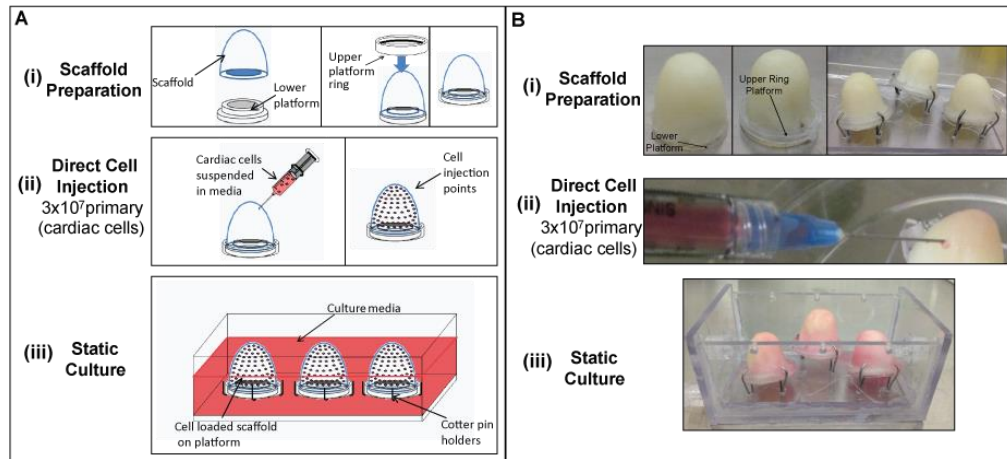 A
(i) Scaffold
Preparation
Scaffold
Lower
platform
Upper
platform
ring
(ii) Direct Cell
Injection
3x10⁷primary
(cardiac cells)
Cardiac cells
suspended
in media
Cell
injection
points
(iii) Static
Culture
Culture media
Cell loaded scaffold
on platform
Cotter pin
holders
B
(i) Scaffold
Preparation
Lower
Platform
Upper Ring
Platform
(ii) Direct Cell
Injection
3x10⁷primary
(cardiac cells)
(iii) Static
Culture